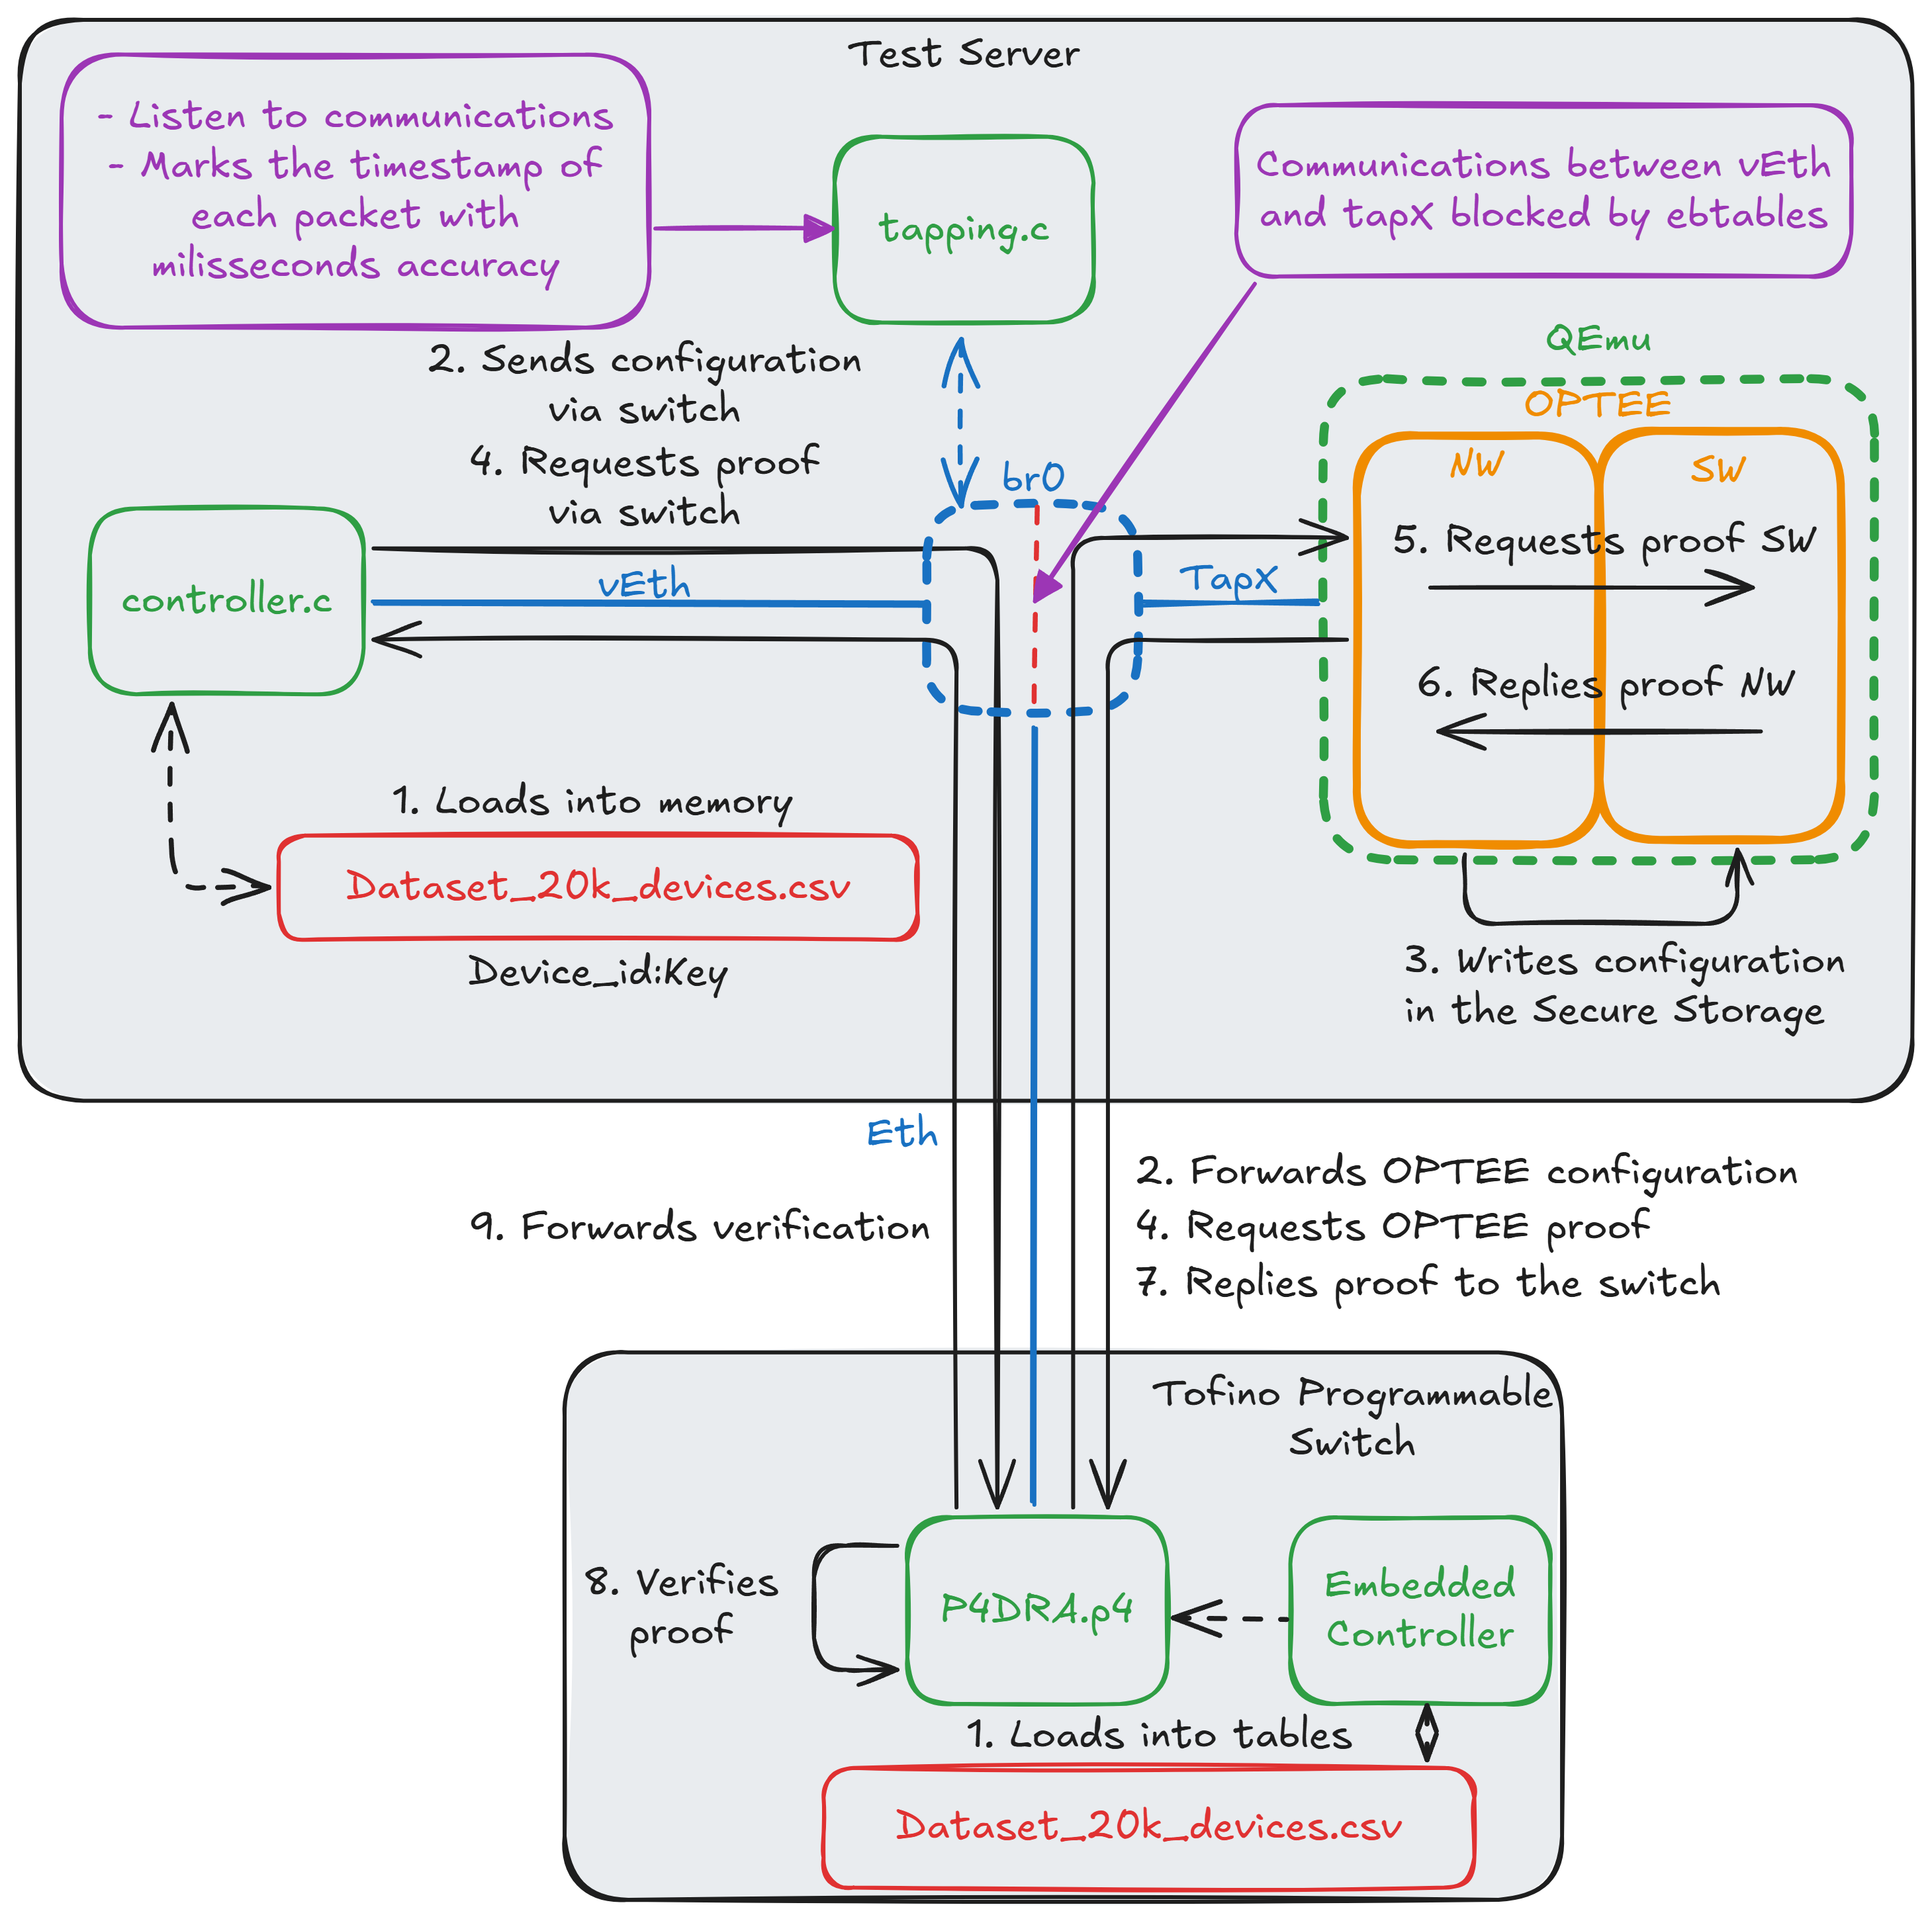 Test Server
- Listen to communications
- Marks the timestamp of
each packet with
milisseconds accuracy
tapping.c
Communications between vEth
and tapX blocked by ebtables
2. Sends configuration
via switch
4. Requests proof
via switch
QEmu
OPTEE
NW
SW
br0
controller.c
vEth
TapX
5. Requests proof SW
6. Replies proof NW
1. Loads into memory
Dataset_20k_devices.csv
Device_id:Key
3. Writes configuration
in the Secure Storage
Eth
9. Forwards verification
2. Forwards OPTEE configuration
4. Requests OPTEE proof
7. Replies proof to the switch
Tofino Programmable
Switch
8. Verifies
proof
P4DRA.p4
Embedded
Controller
1. Loads into tables
Dataset_20k_devices.csv